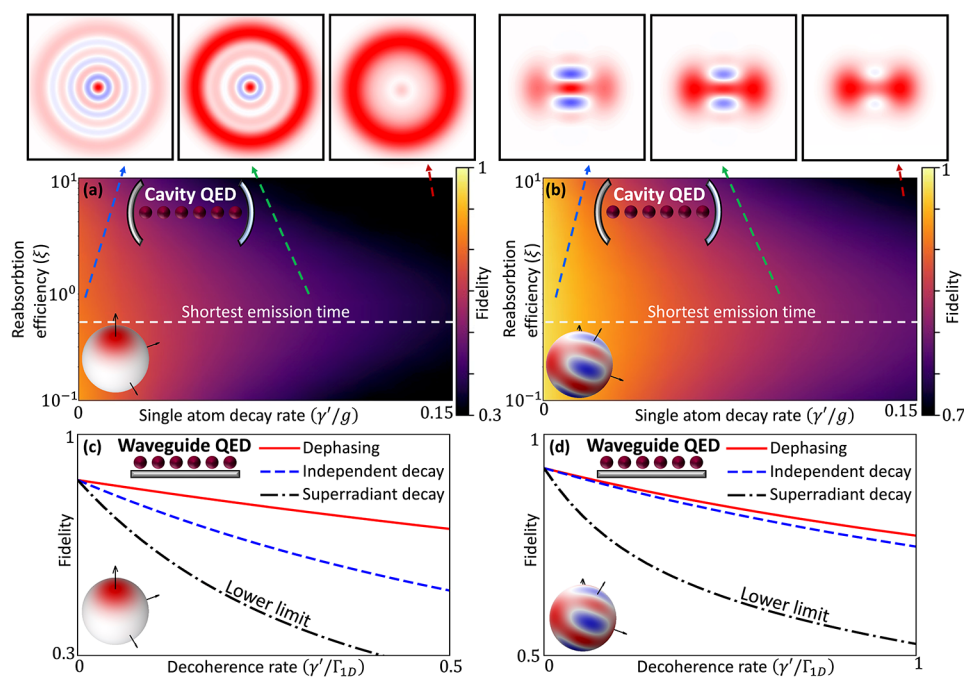 (a)
Cavity QED
10¹
10⁰
10⁻¹
Reabsorbtion
efficiency (ξ)
Shortest emission time
0
Single atom decay rate (γ′/g)
0.15
1
Fidelity
0.3
(b)
Cavity QED
10¹
10⁰
10⁻¹
Reabsorbtion
efficiency (ξ)
Shortest emission time
0
Single atom decay rate (γ′/g)
0.15
1
Fidelity
0.7
(c)
Waveguide QED
1
Fidelity
0.3
Dephasing
Independent decay
Superradiant decay
Lower limit
0
Decoherence rate (γ′/Γ₁D)
0.5
(d)
Waveguide QED
1
Fidelity
0.5
Dephasing
Independent decay
Superradiant decay
Lower limit
0
Decoherence rate (γ′/Γ₁D)
1